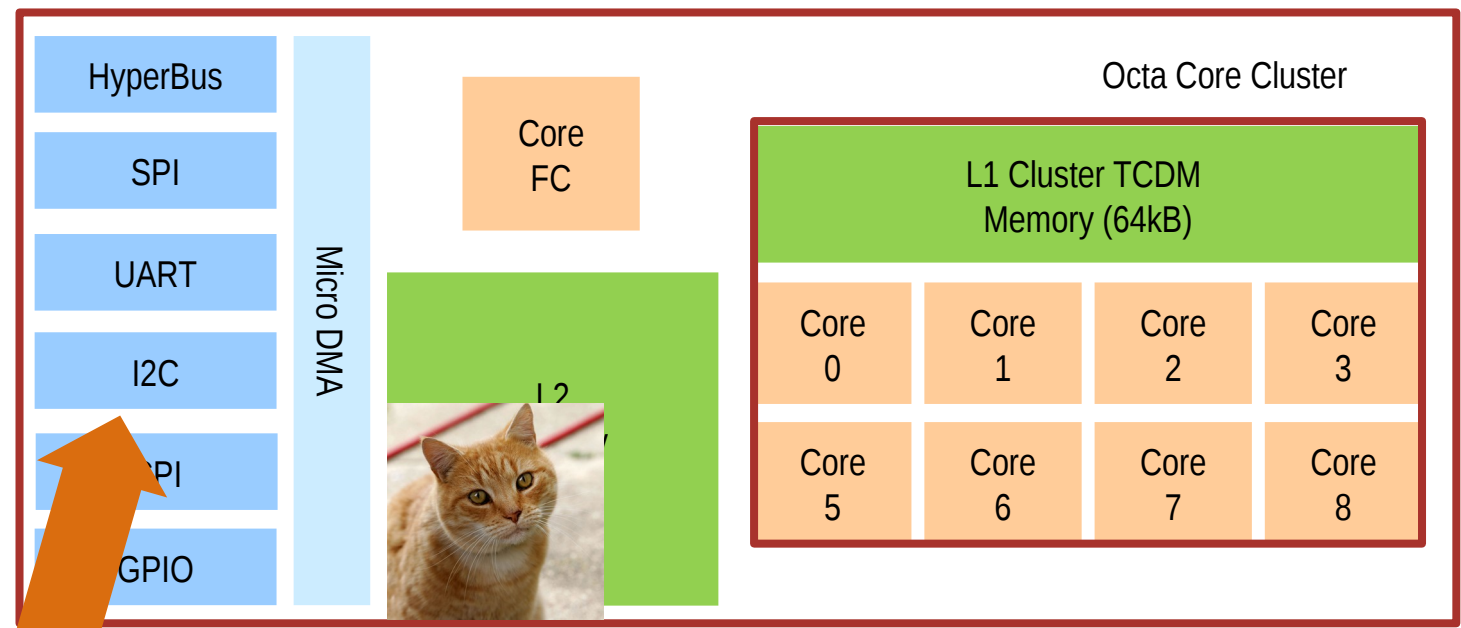 HyperBus
SPI
UART
I2C
GPIO
Micro DMA
Core
FC
L2
Octa Core Cluster
L1 Cluster TCDM
Memory (64kB)
Core
0
Core
1
Core
2
Core
3
Core
5
Core
6
Core
7
Core
8